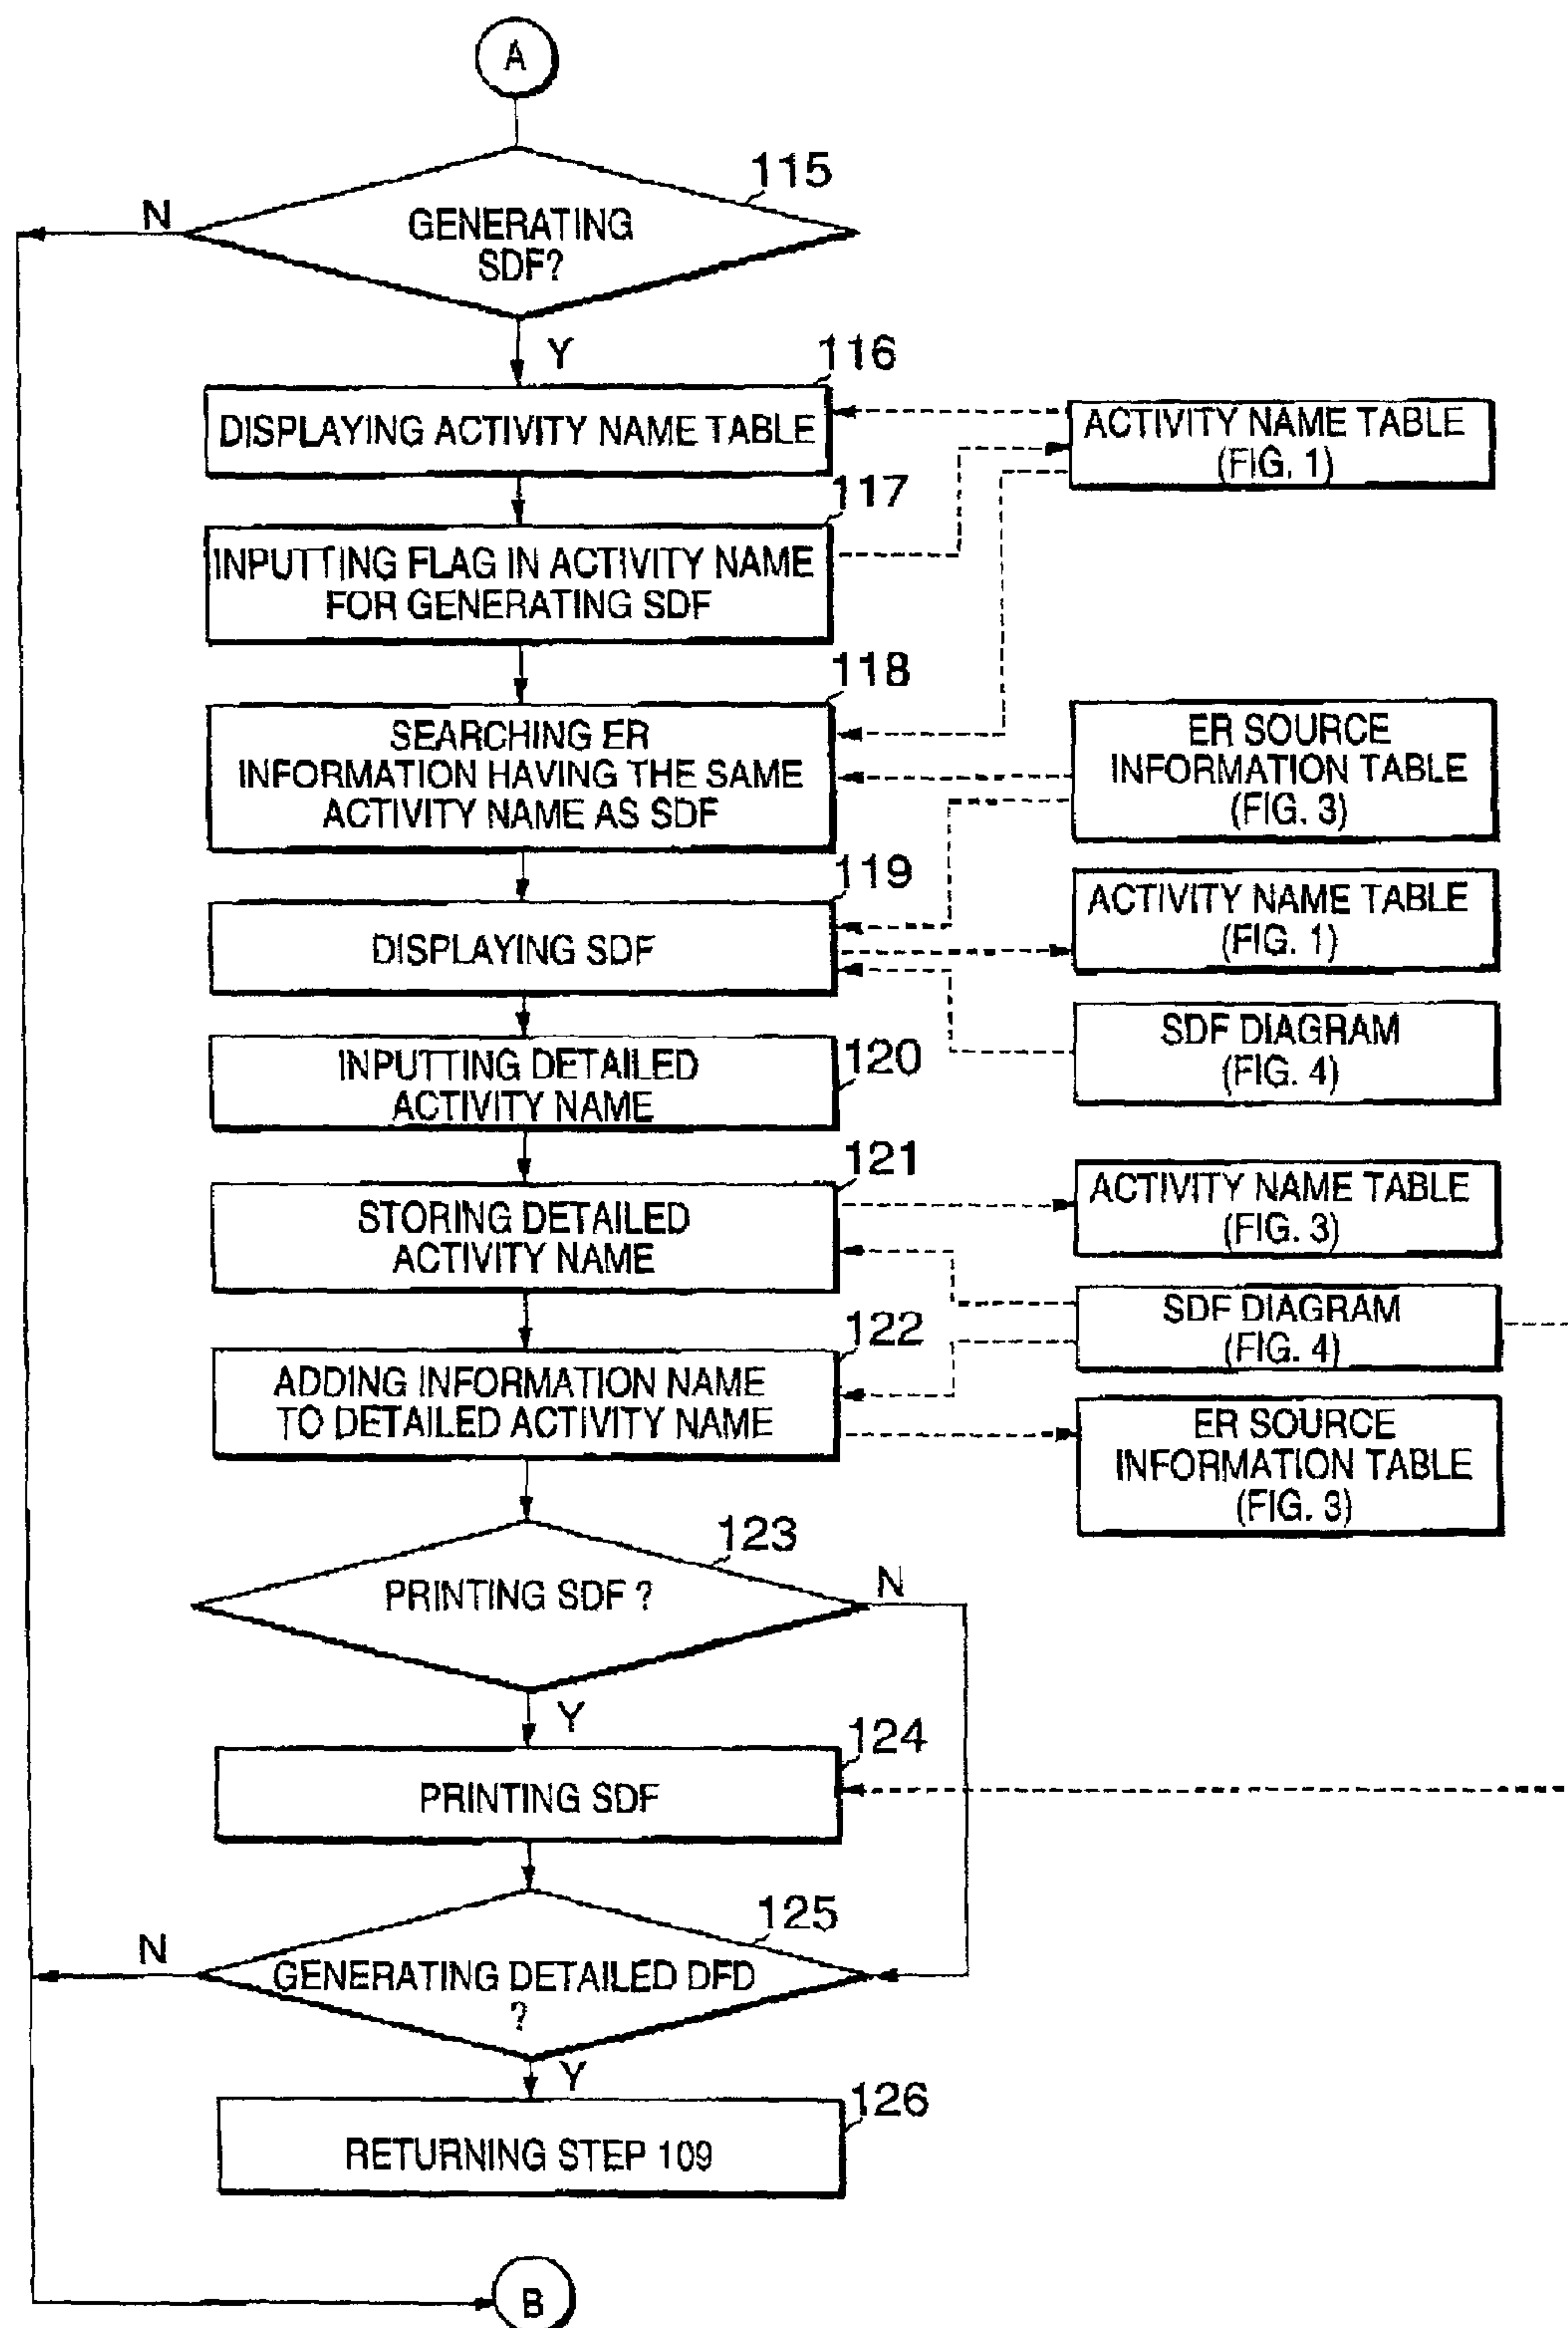 A
115
N
GENERATING
SDF?
Y
116
DISPLAYING ACTIVITY NAME TABLE
ACTIVITY NAME TABLE
(FIG. 1)
117
INPUTTING FLAG IN ACTIVITY NAME
FOR GENERATING SDF
118
SEARCHING ER
INFORMATION HAVING THE SAME
ACTIVITY NAME AS SDF
ER SOURCE
INFORMATION TABLE
(FIG. 3)
119
DISPLAYING SDF
ACTIVITY NAME TABLE
(FIG. 1)
SDF DIAGRAM
(FIG. 4)
120
INPUTTING DETAILED
ACTIVITY NAME
121
STORING DETAILED
ACTIVITY NAME
ACTIVITY NAME TABLE
(FIG. 3)
SDF DIAGRAM
(FIG. 4)
122
ADDING INFORMATION NAME
TO DETAILED ACTIVITY NAME
ER SOURCE
INFORMATION TABLE
(FIG. 3)
123
PRINTING SDF ?
N
Y
124
PRINTING SDF
125
N
GENERATING DETAILED DFD
?
Y
126
RETURNING STEP 109
B